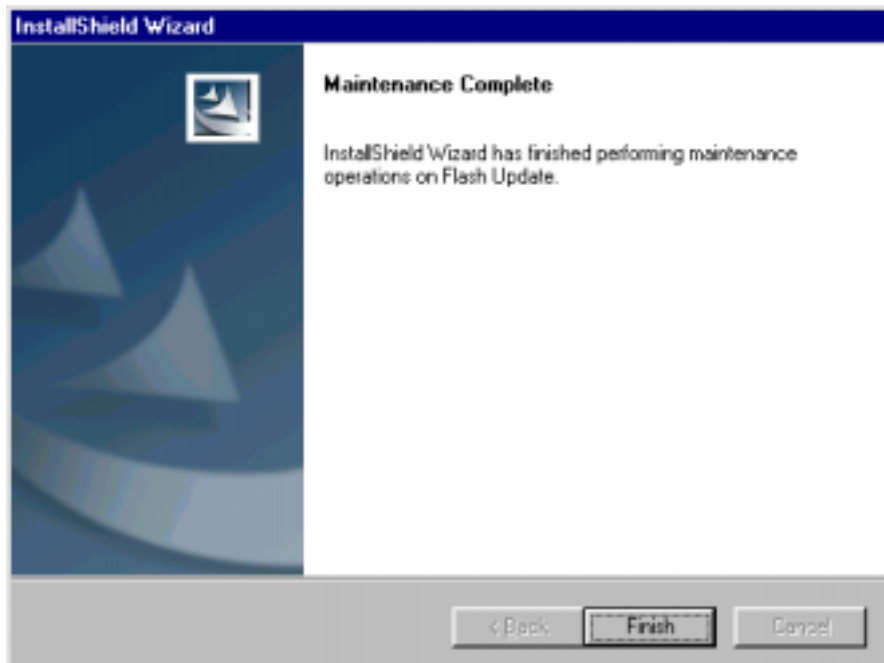 InstallShield Wizard
Maintenance Complete
InstallShield Wizard has finished performing maintenance
operations on Flash Update.
< Back
Finish
Cancel